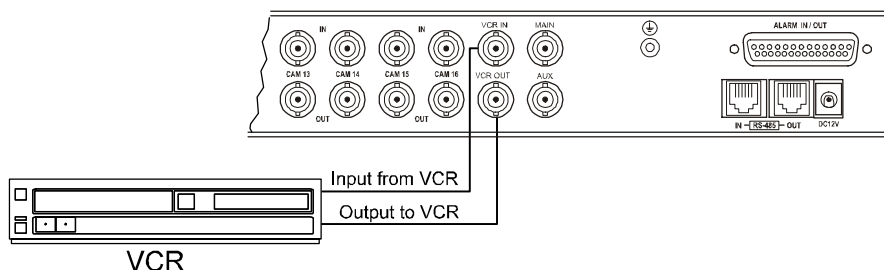 IN IN VCR IN MAIN ALARM IN / OUT
CAM 13 CAM 14 CAM 15 CAM 16 VCR OUT AUX
OUT OUT IN RS-485 OUT DC12V
Input from VCR
Output to VCR
VCR